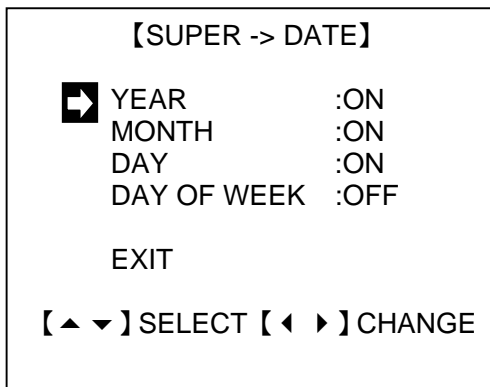 【SUPER -> DATE】
YEAR :ON
MONTH :ON
DAY :ON
DAY OF WEEK :OFF
EXIT
【▲ ▼】SELECT【◀ ▶】CHANGE